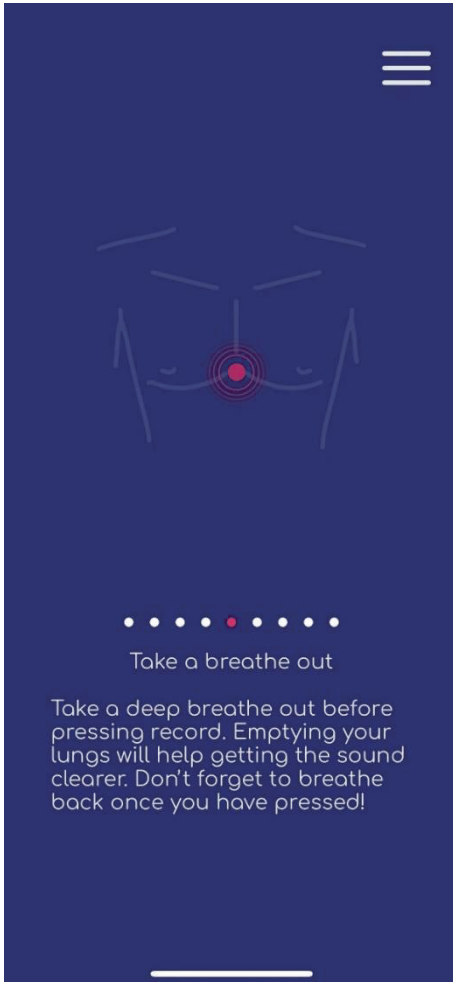 Take a breathe out
Take a deep breathe out before
pressing record. Emptying your
lungs will help getting the sound
clearer. Don't forget to breathe
back once you have pressed!